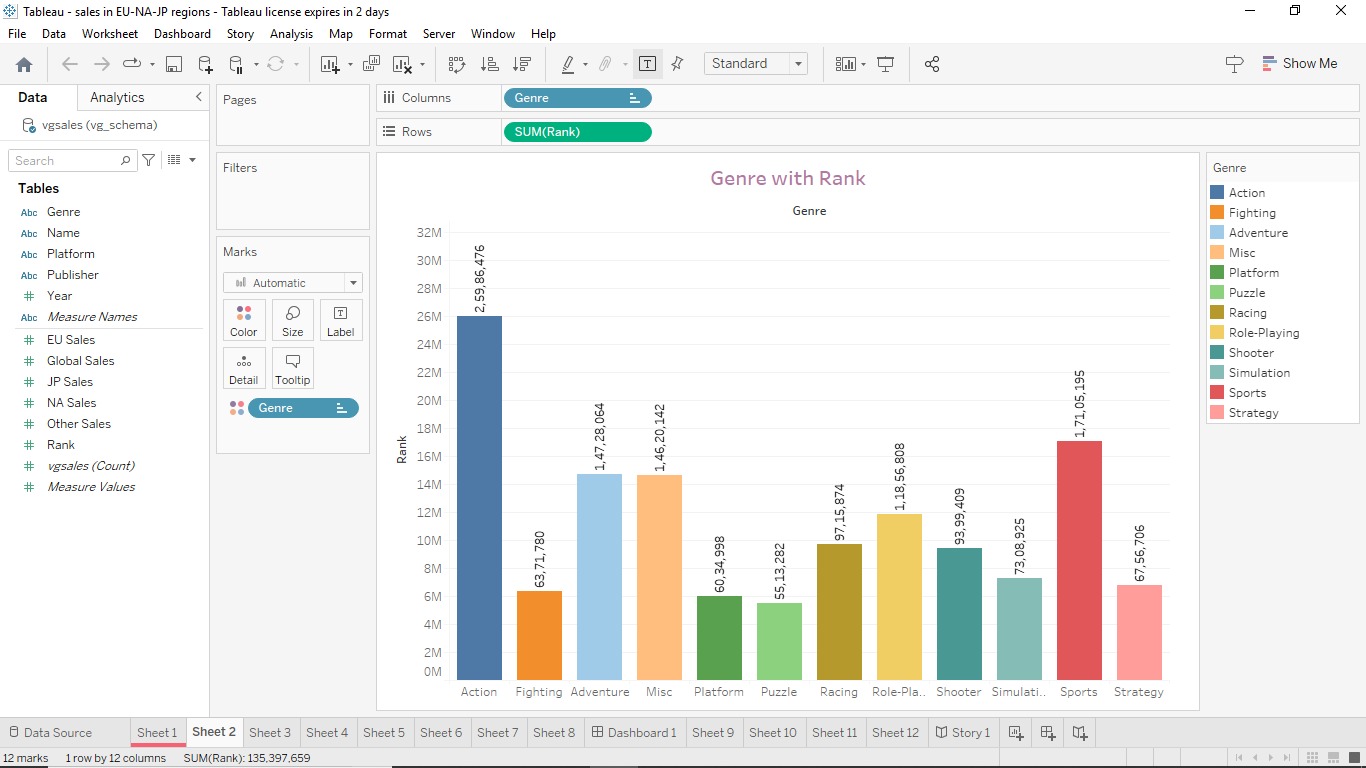 Tableau - sales in EU-NA-JP regions - Tableau license expires in 2 days
File Data Worksheet Dashboard Story Analysis Map Format Server Window Help
Standard
Show Me
Data Analytics
vgsales (vg_schema)
Search
Tables
Abc Genre
Abc Name
Abc Platform
Abc Publisher
# Year
Abc Measure Names
# EU Sales
# Global Sales
# JP Sales
# NA Sales
# Other Sales
# Rank
# vgsales (Count)
# Measure Values
Pages
Filters
Marks
Automatic
Color Size Label
Detail Tooltip
Genre
Columns Genre
Rows SUM(Rank)
Genre with Rank
Genre
Rank
32M
30M
28M
26M
24M
22M
20M
18M
16M
14M
12M
10M
8M
6M
4M
2M
0M
2,59,86,476
63,71,780
1,47,28,064
1,46,20,142
60,34,998
55,13,282
97,15,874
1,18,56,808
93,99,409
73,08,925
1,71,05,195
67,56,706
Action Fighting Adventure Misc Platform Puzzle Racing Role-Pla.. Shooter Simulati.. Sports Strategy
Genre
Action
Fighting
Adventure
Misc
Platform
Puzzle
Racing
Role-Playing
Shooter
Simulation
Sports
Strategy
Data Source Sheet 1 Sheet 2 Sheet 3 Sheet 4 Sheet 5 Sheet 6 Sheet 7 Sheet 8 Dashboard 1 Sheet 9 Sheet 10 Sheet 11 Sheet 12 Story 1
12 marks 1 row by 12 columns SUM(Rank): 135,397,659